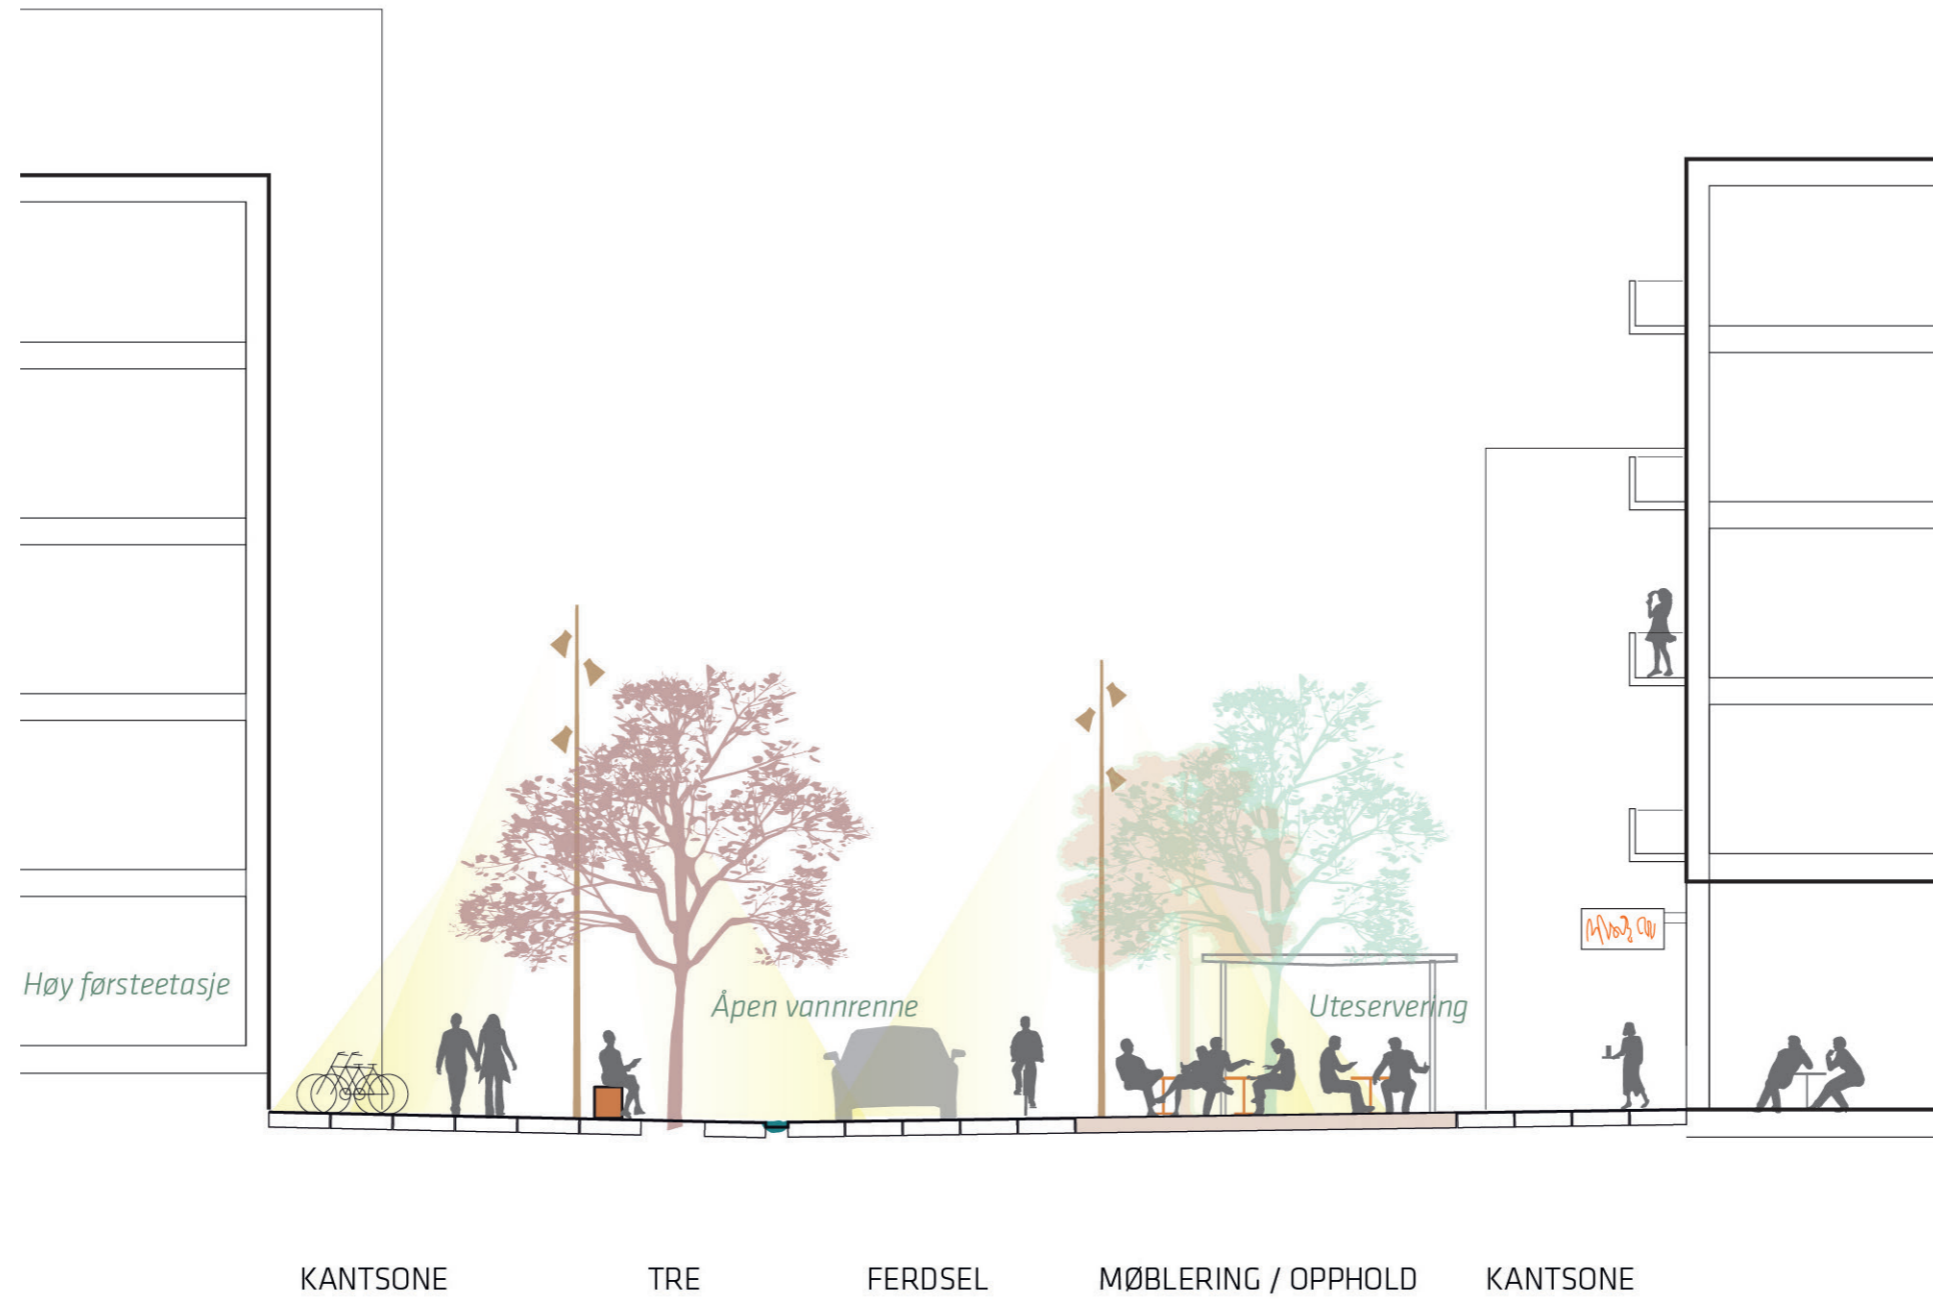 Høy førsteetasje
Åpen vannrenne
Uteservering
KANTSONE
TRE
FERDSEL
MØBLERING / OPPHOLD
KANTSONE